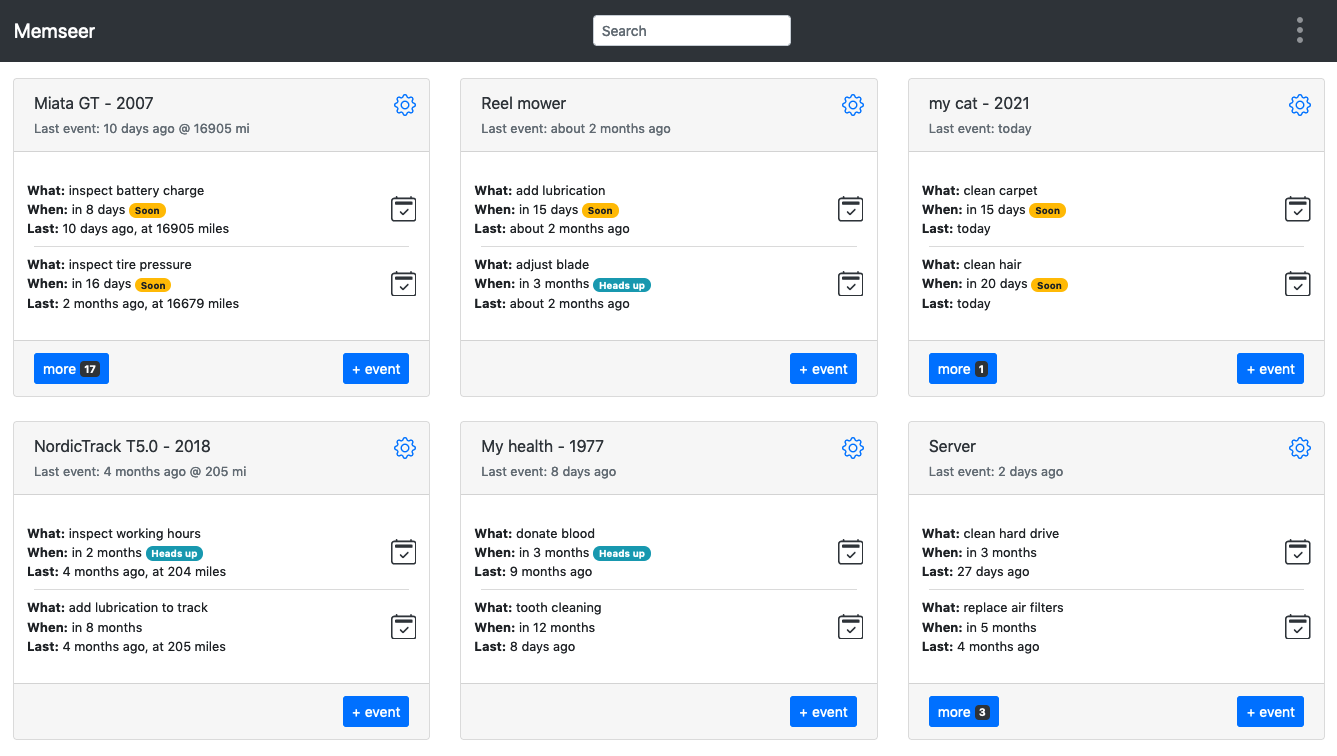 Memseer
Search
Miata GT - 2007
Last event: 10 days ago @ 16905 mi
What: inspect battery charge
When: in 8 days Soon
Last: 10 days ago, at 16905 miles
What: inspect tire pressure
When: in 16 days Soon
Last: 2 months ago, at 16679 miles
more 17
+ event
Reel mower
Last event: about 2 months ago
What: add lubrication
When: in 15 days Soon
Last: about 2 months ago
What: adjust blade
When: in 3 months Heads up
Last: about 2 months ago
+ event
my cat - 2021
Last event: today
What: clean carpet
When: in 15 days Soon
Last: today
What: clean hair
When: in 20 days Soon
Last: today
more 1
+ event
NordicTrack T5.0 - 2018
Last event: 4 months ago @ 205 mi
What: inspect working hours
When: in 2 months Heads up
Last: 4 months ago, at 204 miles
What: add lubrication to track
When: in 8 months
Last: 4 months ago, at 205 miles
+ event
My health - 1977
Last event: 8 days ago
What: donate blood
When: in 3 months Heads up
Last: 9 months ago
What: tooth cleaning
When: in 12 months
Last: 8 days ago
+ event
Server
Last event: 2 days ago
What: clean hard drive
When: in 3 months
Last: 27 days ago
What: replace air filters
When: in 5 months
Last: 4 months ago
more 3
+ event